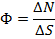 Φ = ΔN / ΔS